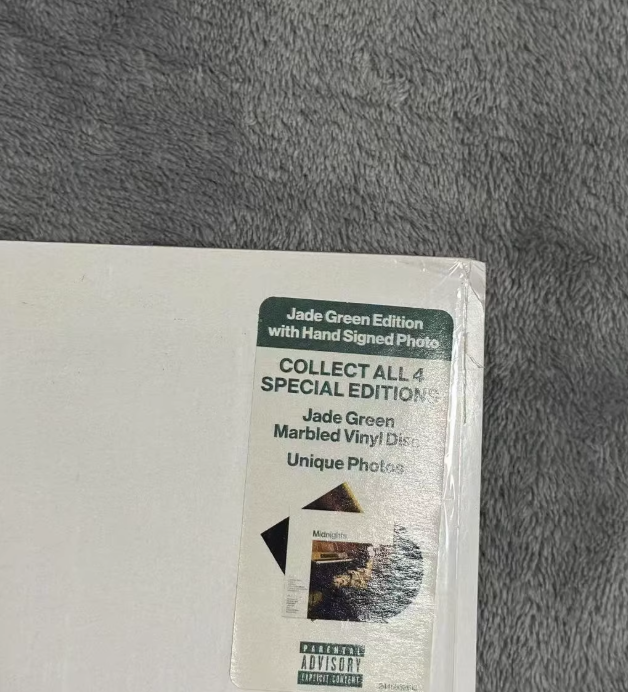 Jade Green Edition
with Hand Signed Photo
COLLECT ALL 4
SPECIAL EDITIONS
Jade Green
Marbled Vinyl Disc
Unique Photos
Midnights
PARENTAL
ADVISORY
EXPLICIT CONTENT